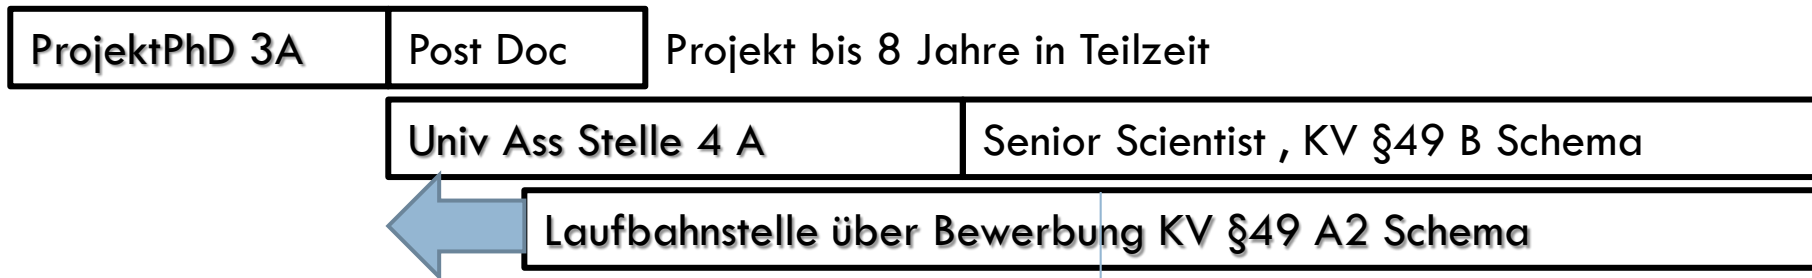 ProjektPhD 3A Post Doc Projekt bis 8 Jahre in Teilzeit
Univ Ass Stelle 4 A Senior Scientist , KV §49 B Schema
Laufbahnstelle über Bewerbung KV §49 A2 Schema